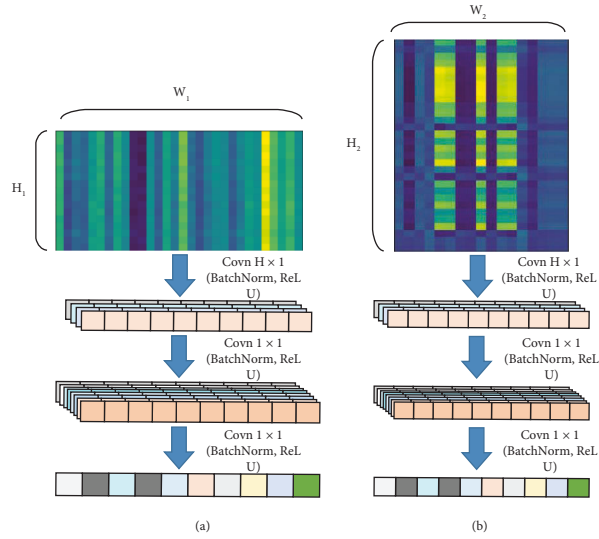 W1
H1
Covn H × 1
(BatchNorm, ReL
U)
Covn 1 × 1
(BatchNorm, ReL
U)
Covn 1 × 1
(BatchNorm, ReL
U)
(a)
W2
H2
Covn H × 1
(BatchNorm, ReL
U)
Covn 1 × 1
(BatchNorm, ReL
U)
Covn 1 × 1
(BatchNorm, ReL
U)
(b)